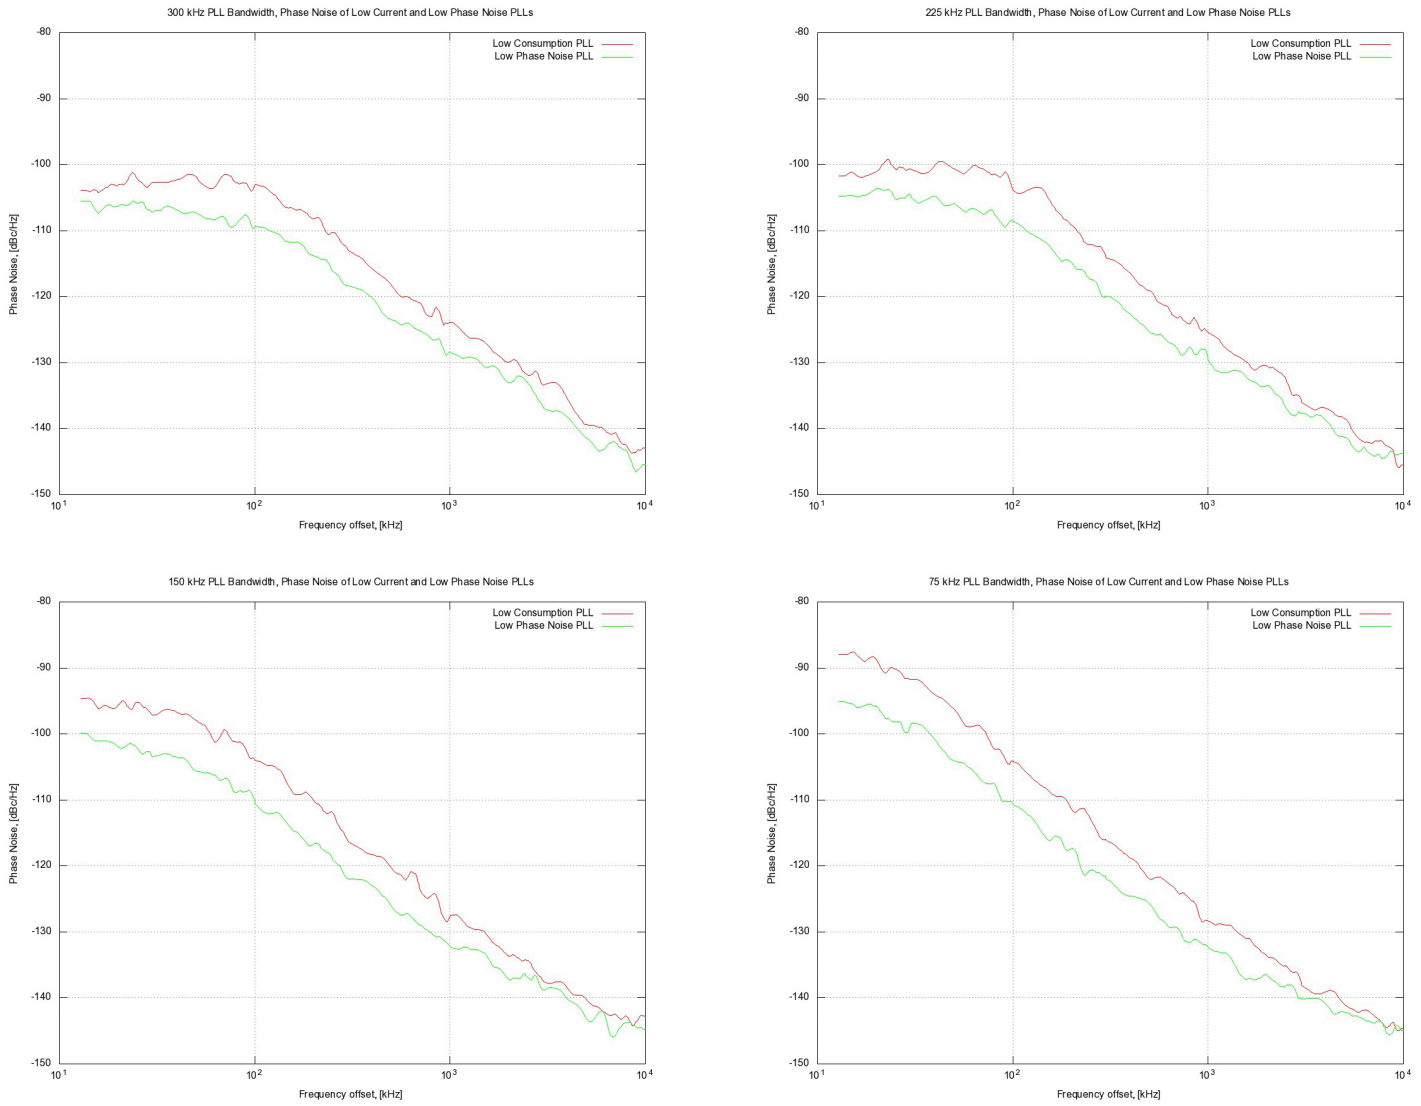 300 kHz PLL Bandwidth, Phase Noise of Low Current and Low Phase Noise PLLs
-80
-90
-100
-110
-120
-130
-140
-150
Phase Noise, [dBc/Hz]
Low Consumption PLL
Low Phase Noise PLL
10^1
10^2
10^3
10^4
Frequency offset, [kHz]
225 kHz PLL Bandwidth, Phase Noise of Low Current and Low Phase Noise PLLs
-80
-90
-100
-110
-120
-130
-140
-150
Phase Noise, [dBc/Hz]
Low Consumption PLL
Low Phase Noise PLL
10^1
10^2
10^3
10^4
Frequency offset, [kHz]
150 kHz PLL Bandwidth, Phase Noise of Low Current and Low Phase Noise PLLs
-80
-90
-100
-110
-120
-130
-140
-150
Phase Noise, [dBc/Hz]
Low Consumption PLL
Low Phase Noise PLL
10^1
10^2
10^3
10^4
Frequency offset, [kHz]
75 kHz PLL Bandwidth, Phase Noise of Low Current and Low Phase Noise PLLs
-80
-90
-100
-110
-120
-130
-140
-150
Phase Noise, [dBc/Hz]
Low Consumption PLL
Low Phase Noise PLL
10^1
10^2
10^3
10^4
Frequency offset, [kHz]